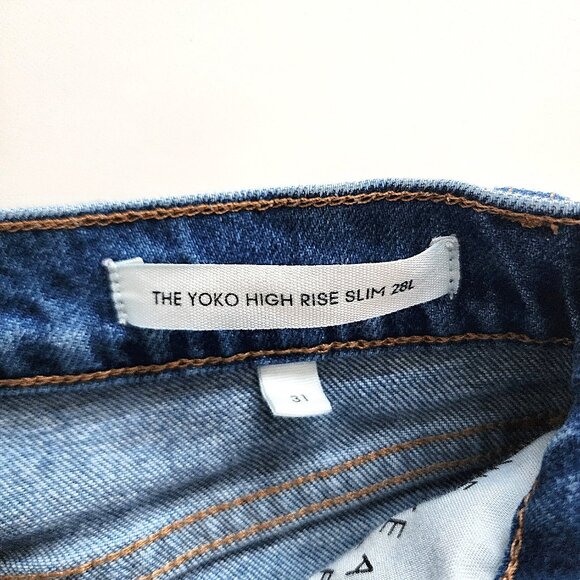 THE YOKO HIGH RISE SLIM 28L
31